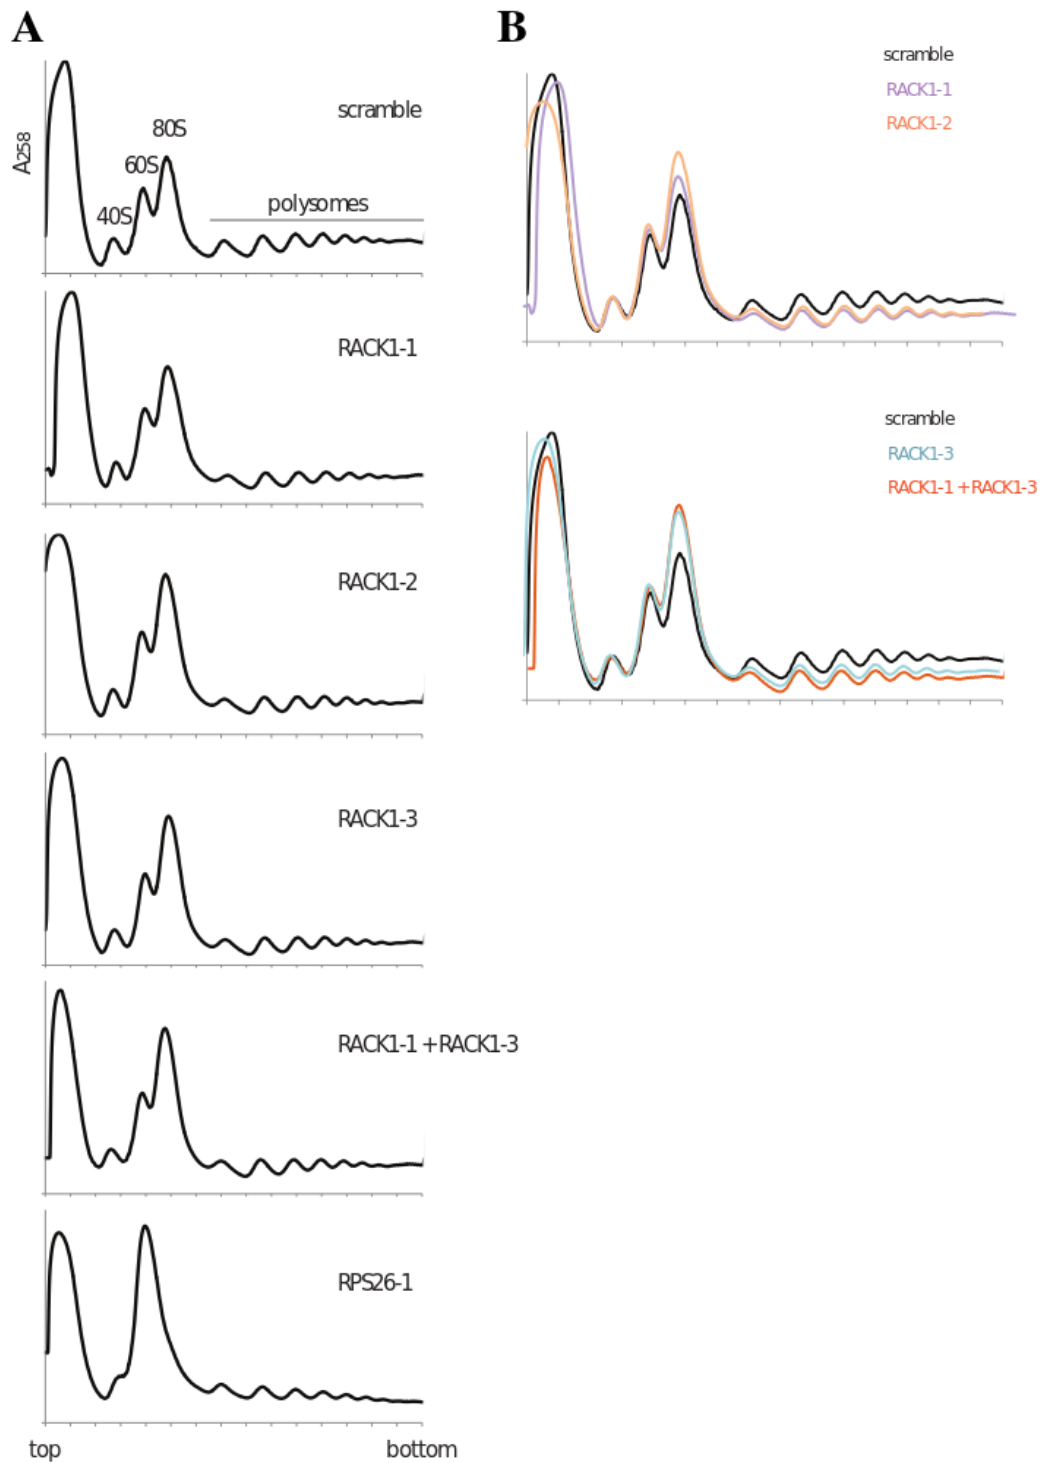 A
A258
scramble
40S
60S
80S
polysomes
RACK1-1
RACK1-2
RACK1-3
RACK1-1 + RACK1-3
RPS26-1
top
bottom
B
scramble
RACK1-1
RACK1-2
scramble
RACK1-3
RACK1-1 + RACK1-3